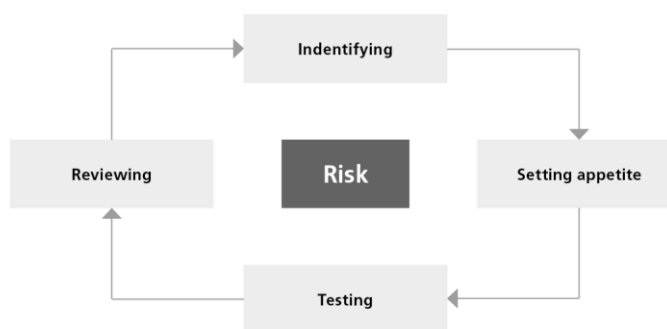 Indentifying
Reviewing
Risk
Setting appetite
Testing